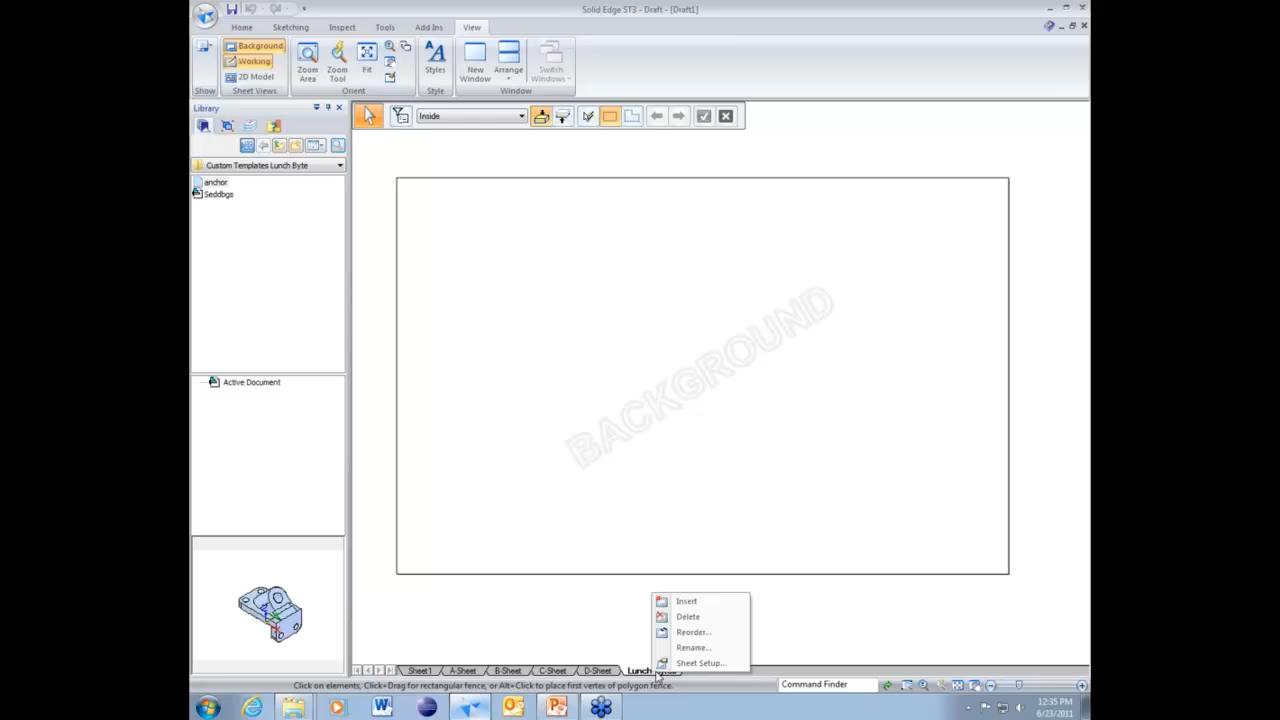 Solid Edge ST3 - Draft - [Draft1]
Home Sketching Inspect Tools Add Ins View
Background
Working
2D Model
Zoom Area
Zoom Tool
Fit
Styles
New Window
Arrange
Switch Windows
Show Sheet Views Orient Style Window
Library
Inside
Custom Templates Lunch Byte
anchor
Seddbgs
BACKGROUND
Active Document
Insert
Delete
Reorder...
Rename...
Sheet Setup...
Sheet1 A-Sheet B-Sheet C-Sheet D-Sheet Lunch
Click on elements, Click+Drag for rectangular fence, or Alt+Click to place first vertex of polygon fence.
Command Finder
12:35 PM
6/23/2011